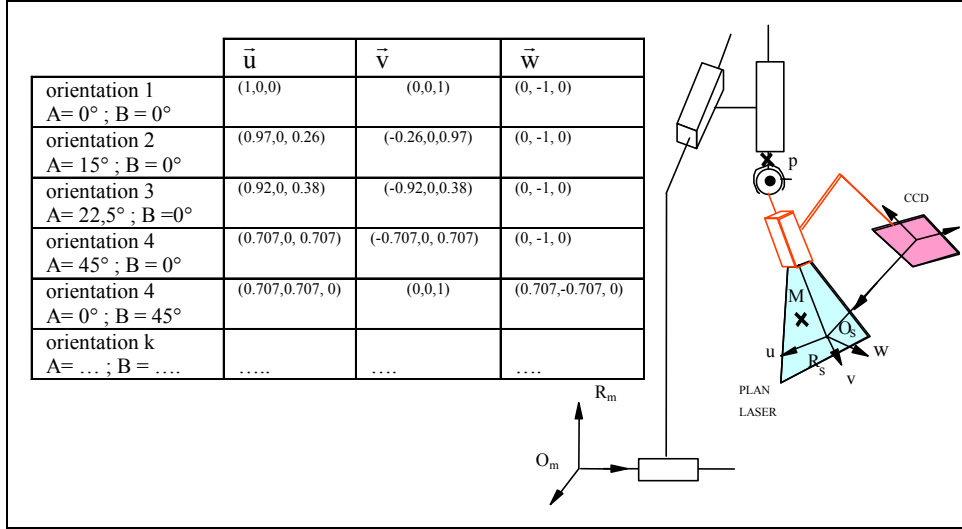 u⃗ v⃗ w⃗
orientation 1 (1,0,0) (0,0,1) (0, -1, 0)
A= 0° ; B = 0°
orientation 2 (0.97,0, 0.26) (-0.26,0,0.97) (0, -1, 0)
A= 15° ; B = 0°
orientation 3 (0.92,0, 0.38) (-0.92,0,0.38) (0, -1, 0)
A= 22,5° ; B =0°
orientation 4 (0.707,0, 0.707) (-0.707,0, 0.707) (0, -1, 0)
A= 45° ; B = 0°
orientation 4 (0.707,0.707, 0) (0,0,1) (0.707,-0.707, 0)
A= 0° ; B = 45°
orientation k
A= … ; B = …. ….. …. ….
p
CCD
M
Os
u
Rs
w
v
PLAN
LASER
Rm
Om